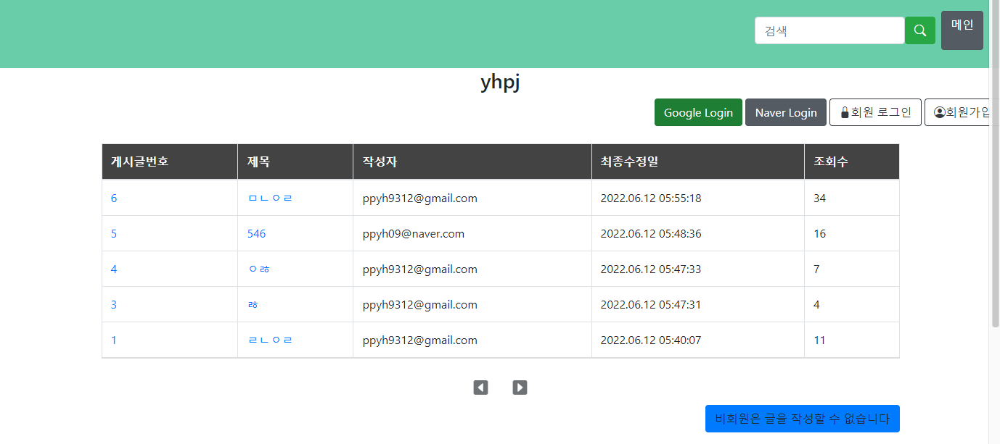 검색 메인
yhpj
Google Login Naver Login 회원 로그인 회원가입
게시글번호 제목 작성자 최종수정일 조회수
6 ㅁㄴㅇㄹ ppyh9312@gmail.com 2022.06.12 05:55:18 34
5 546 ppyh09@naver.com 2022.06.12 05:48:36 16
4 ㅇㅀ ppyh9312@gmail.com 2022.06.12 05:47:33 7
3 ㅀ ppyh9312@gmail.com 2022.06.12 05:47:31 4
1 ㄹㄴㅇㄹ ppyh9312@gmail.com 2022.06.12 05:40:07 11
비회원은 글을 작성할 수 없습니다